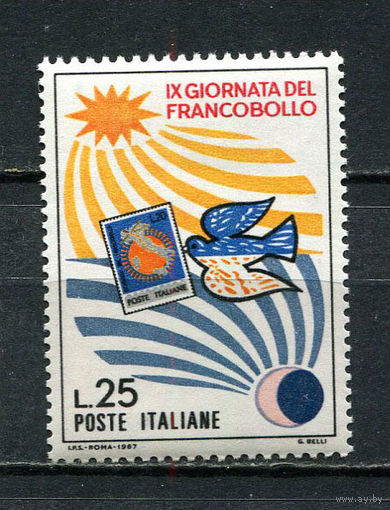 IX GIORNATA DEL
FRANCOBOLLO
L.20
POSTE ITALIANE
L.25
POSTE ITALIANE
I.P.S.-ROMA-1967
G. BELLI
www.ay.by